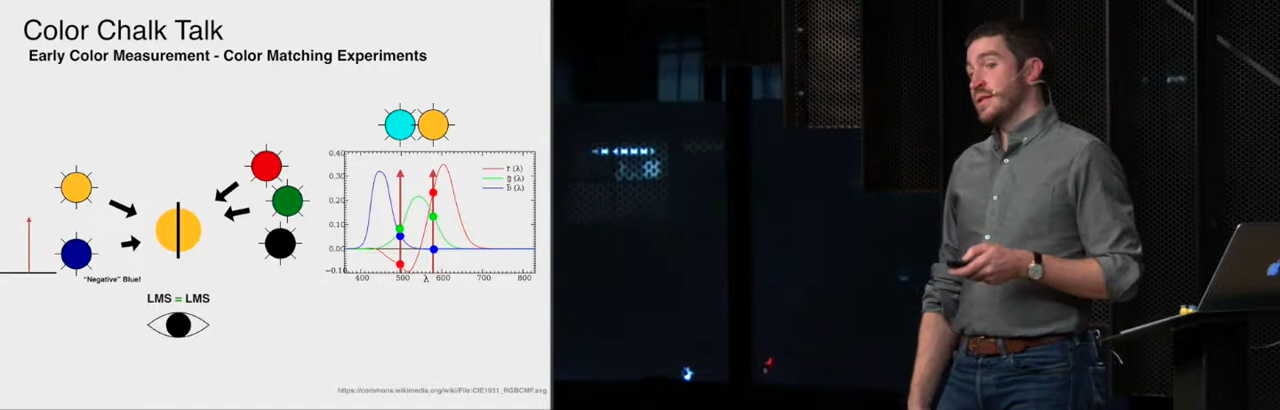 Color Chalk Talk
Early Color Measurement - Color Matching Experiments
0.40
0.30
0.20
0.10
0.00
−0.10
400
500
600
700
800
λ
r̄ (λ)
ḡ (λ)
b̄ (λ)
"Negative" Blue!
LMS = LMS
https://commons.wikimedia.org/wiki/File:CIE1931_RGBCMF.svg